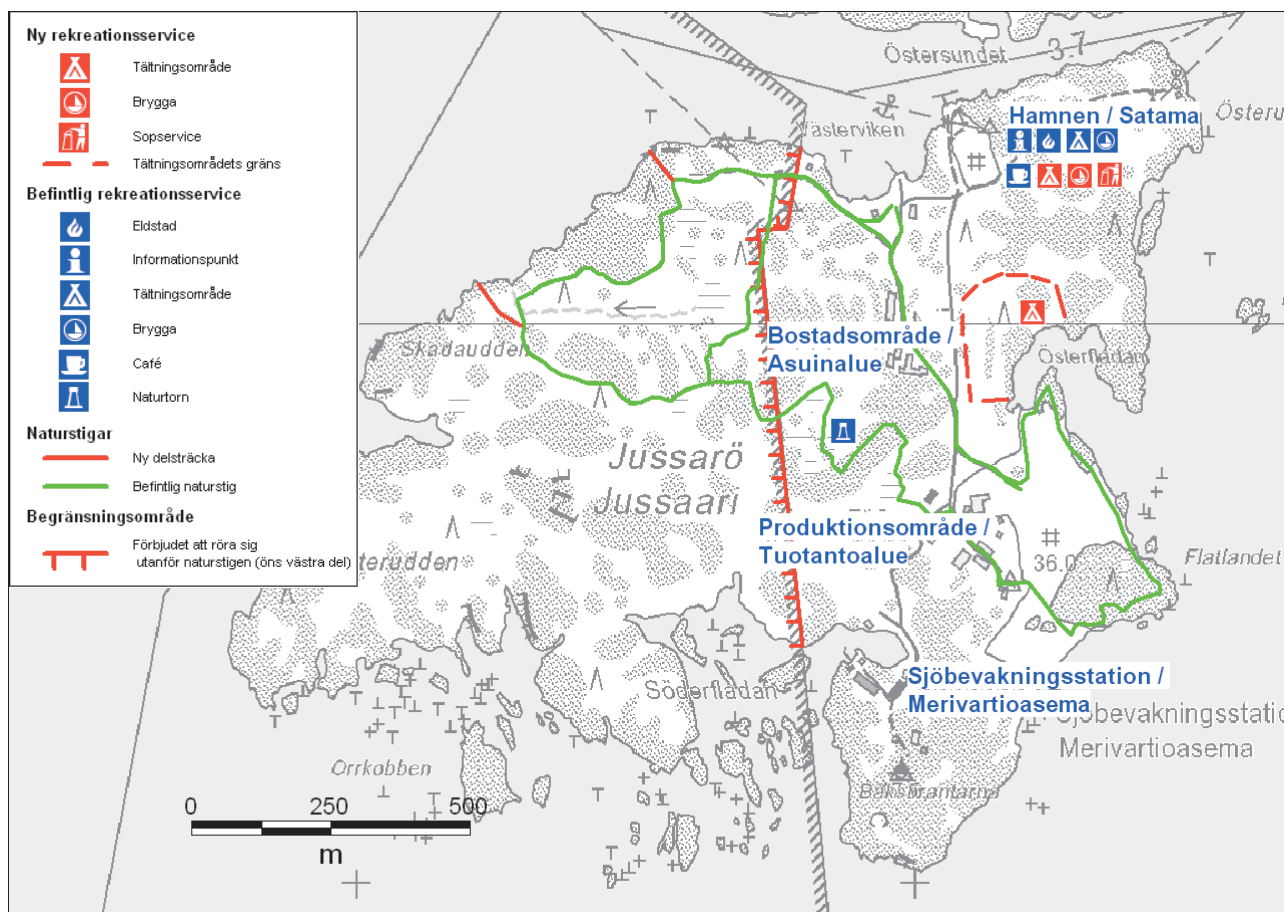 Ny rekreationsservice
Tältningsområde
Brygga
Sopservice
Tältningsområdets gräns
Befintlig rekreationsservice
Eldstad
Informationspunkt
Tältningsområde
Brygga
Café
Naturtorn
Naturstigar
Ny delsträcka
Befintlig naturstig
Begränsningsområde
Förbjudet att röra sig
utanför naturstigen (öns västra del)
Östersundet
3.7
Hamnen / Satama
Västerviken
Skadaudden
Bostadsområde /
Asuinalue
Österfladan
Jussarö
Jussaari
Produktionsområde /
Tuotantoalue
36.0
Flatlandet
terudden
Söderfladan
Sjöbevakningsstation /
Merivartioasema
Sjöbevakningsstatio
Merivartioasema
Orrkobben
0 250 500
m